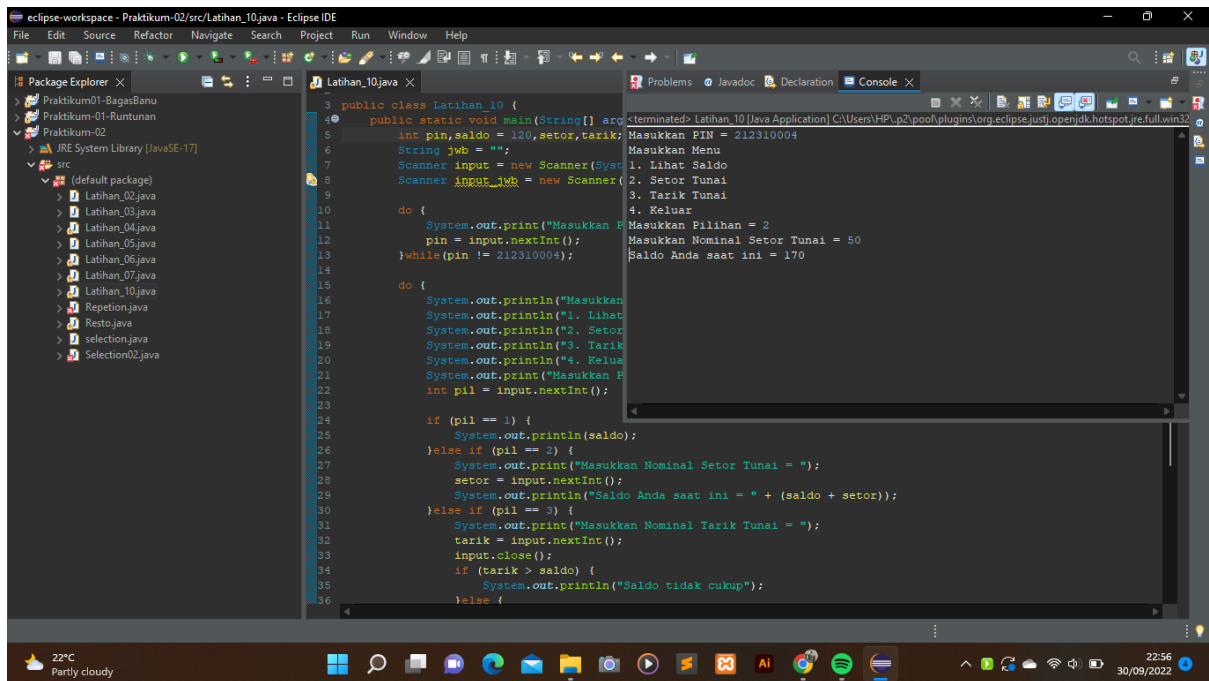 eclipse-workspace - Praktikum-02/src/Latihan_10.java - Eclipse IDE
File Edit Source Refactor Navigate Search Project Run Window Help
Package Explorer
Praktikum01-BagasBanu
Praktikum-01-Runtunan
Praktikum-02
JRE System Library [JavaSE-17]
src
(default package)
Latihan_02.java
Latihan_03.java
Latihan_04.java
Latihan_05.java
Latihan_06.java
Latihan_07.java
Latihan_10.java
Repetion.java
Resto.java
selection.java
Selection02.java
Latihan_10.java
3 public class Latihan_10 {
4 public static void main(String[] arg
5 int pin,saldo = 120,setor,tarik;
6 String jwb = "";
7 Scanner input = new Scanner(Syst
8 Scanner input_jwb = new Scanner(
9
10 do {
11 System.out.print("Masukkan P
12 pin = input.nextInt();
13 }while(pin != 212310004);
14
15 do {
16 System.out.println("Masukkan
17 System.out.println("1. Lihat
18 System.out.println("2. Setor
19 System.out.println("3. Tarik
20 System.out.println("4. Kelua
21 System.out.print("Masukkan P
22 int pil = input.nextInt();
23
24 if (pil == 1) {
25 System.out.println(saldo);
26 }else if (pil == 2) {
27 System.out.print("Masukkan Nominal Setor Tunai = ");
28 setor = input.nextInt();
29 System.out.println("Saldo Anda saat ini = " + (saldo + setor));
30 }else if (pil == 3) {
31 System.out.print("Masukkan Nominal Tarik Tunai = ");
32 tarik = input.nextInt();
33 input.close();
34 if (tarik > saldo) {
35 System.out.println("Saldo tidak cukup");
36 }else {
Problems Javadoc Declaration Console
<terminated> Latihan_10 [Java Application] C:\Users\HP\.p2\pool\plugins\org.eclipse.justj.openjdk.hotspot.jre.full.win32
Masukkan PIN = 212310004
Masukkan Menu
1. Lihat Saldo
2. Setor Tunai
3. Tarik Tunai
4. Keluar
Masukkan Pilihan = 2
Masukkan Nominal Setor Tunai = 50
Saldo Anda saat ini = 170
22°C
Partly cloudy
Ai
22:56
30/09/2022
4